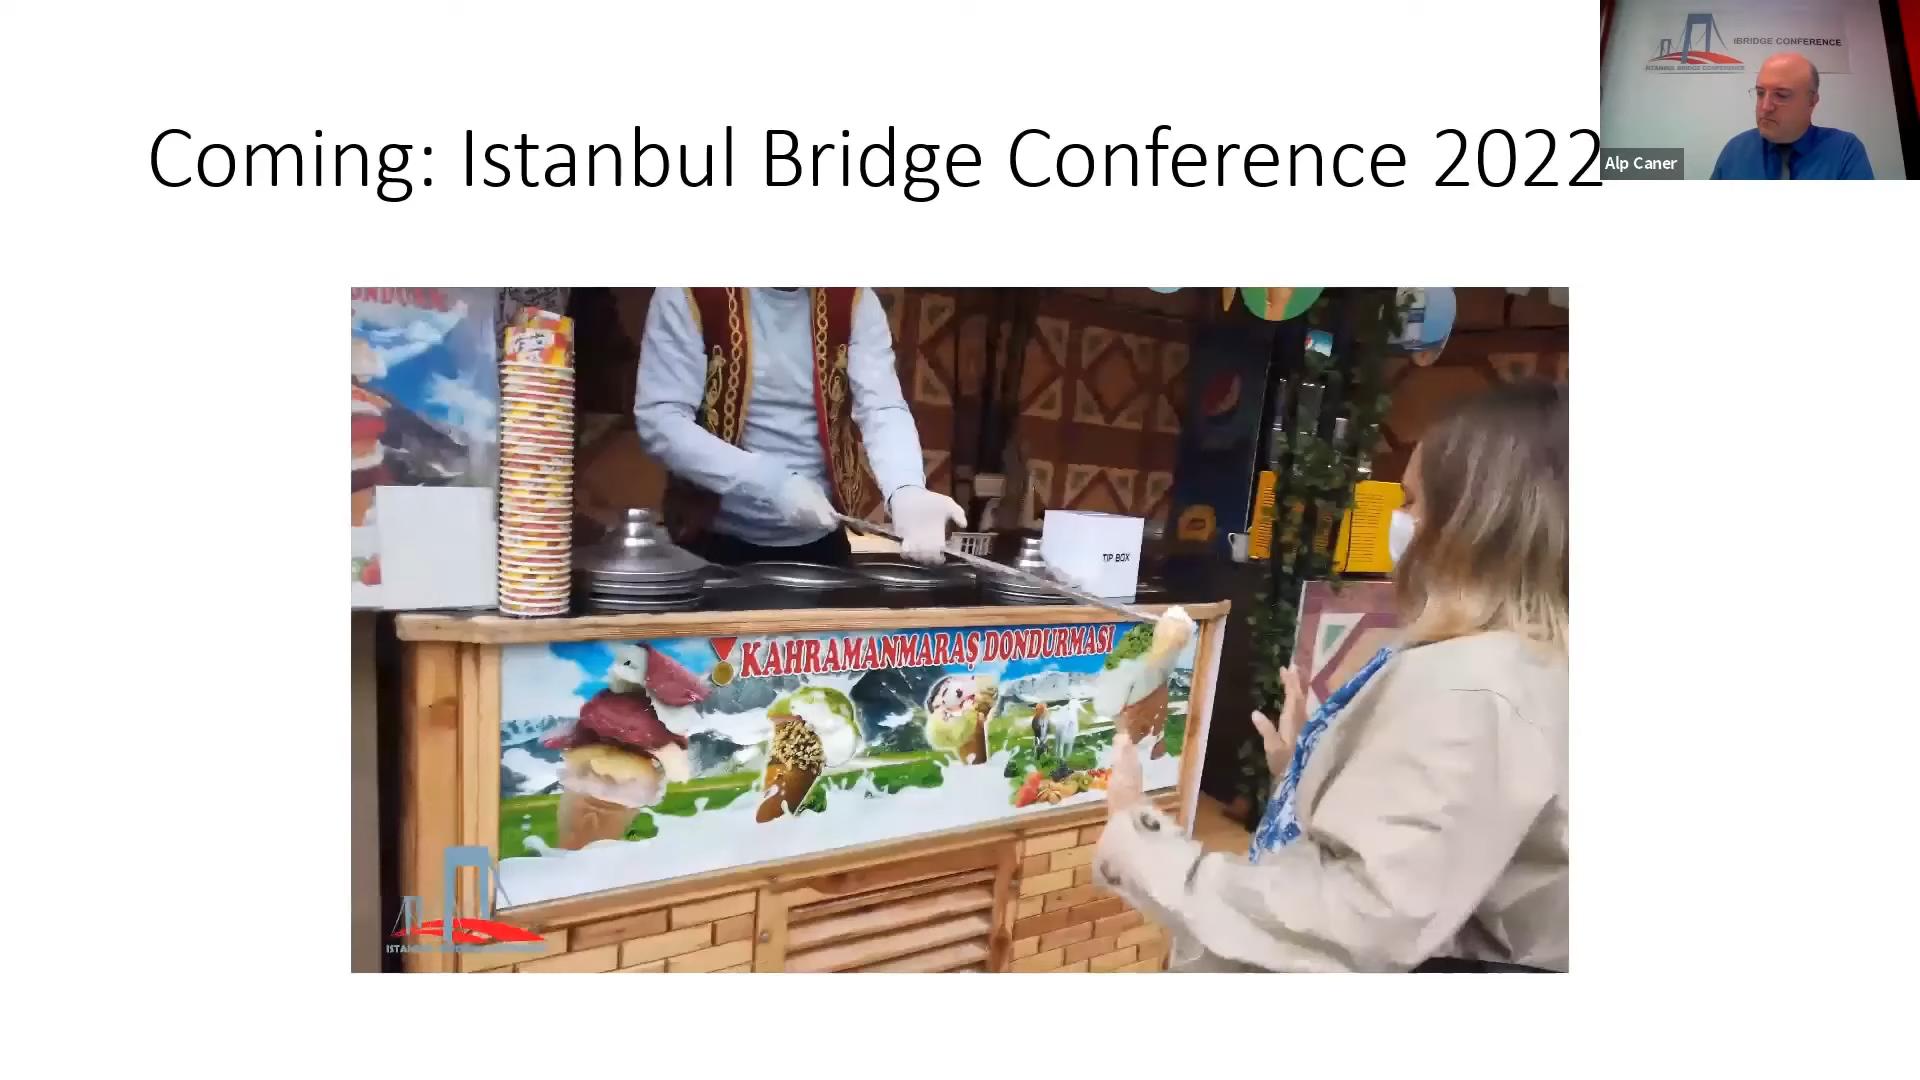 Coming: Istanbul Bridge Conference 2022
IBRIDGE CONFERENCE
ISTANBUL BRIDGE CONFERENCE
Alp Caner
TIP BOX
KAHRAMANMARAŞ DONDURMASI